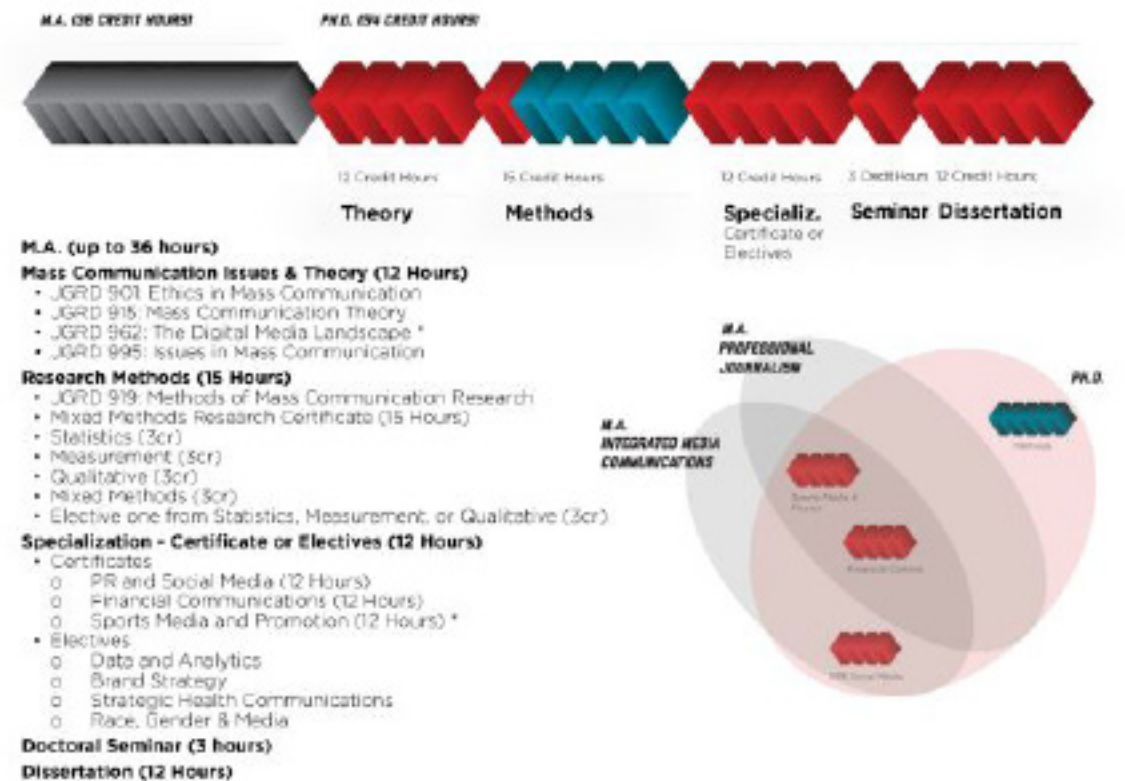 M.A. (36 CREDIT HOURS)
PH.D. (54 CREDIT HOURS)
12 Credit Hours
15 Credit Hours
12 Credit Hours
3 Credit Hours
12 Credit Hours
Theory
Methods
Specializ.
Certificate or
Electives
Seminar
Dissertation
M.A. (up to 36 hours)
Mass Communication Issues & Theory (12 Hours)
• JGRD 901: Ethics in Mass Communication
• JGRD 915: Mass Communication Theory
• JGRD 962: The Digital Media Landscape *
• JGRD 995: Issues in Mass Communication
Research Methods (15 Hours)
• JGRD 919: Methods of Mass Communication Research
• Mixed Methods Research Certificate (15 Hours)
• Statistics (3cr)
• Measurement (3cr)
• Qualitative (3cr)
• Mixed Methods (3cr)
• Elective one from Statistics, Measurement, or Qualitative (3cr)
Specialization - Certificate or Electives (12 Hours)
• Certificates
o PR and Social Media (12 Hours)
o Financial Communications (12 Hours)
o Sports Media and Promotion (12 Hours) *
• Electives
o Data and Analytics
o Brand Strategy
o Strategic Health Communications
o Race, Gender & Media
Doctoral Seminar (3 hours)
Dissertation (12 Hours)
M.A.
PROFESSIONAL
JOURNALISM
PH.D.
M.A.
INTEGRATED MEDIA
COMMUNICATIONS
Methods
Sports Media &
Financial
Social Media